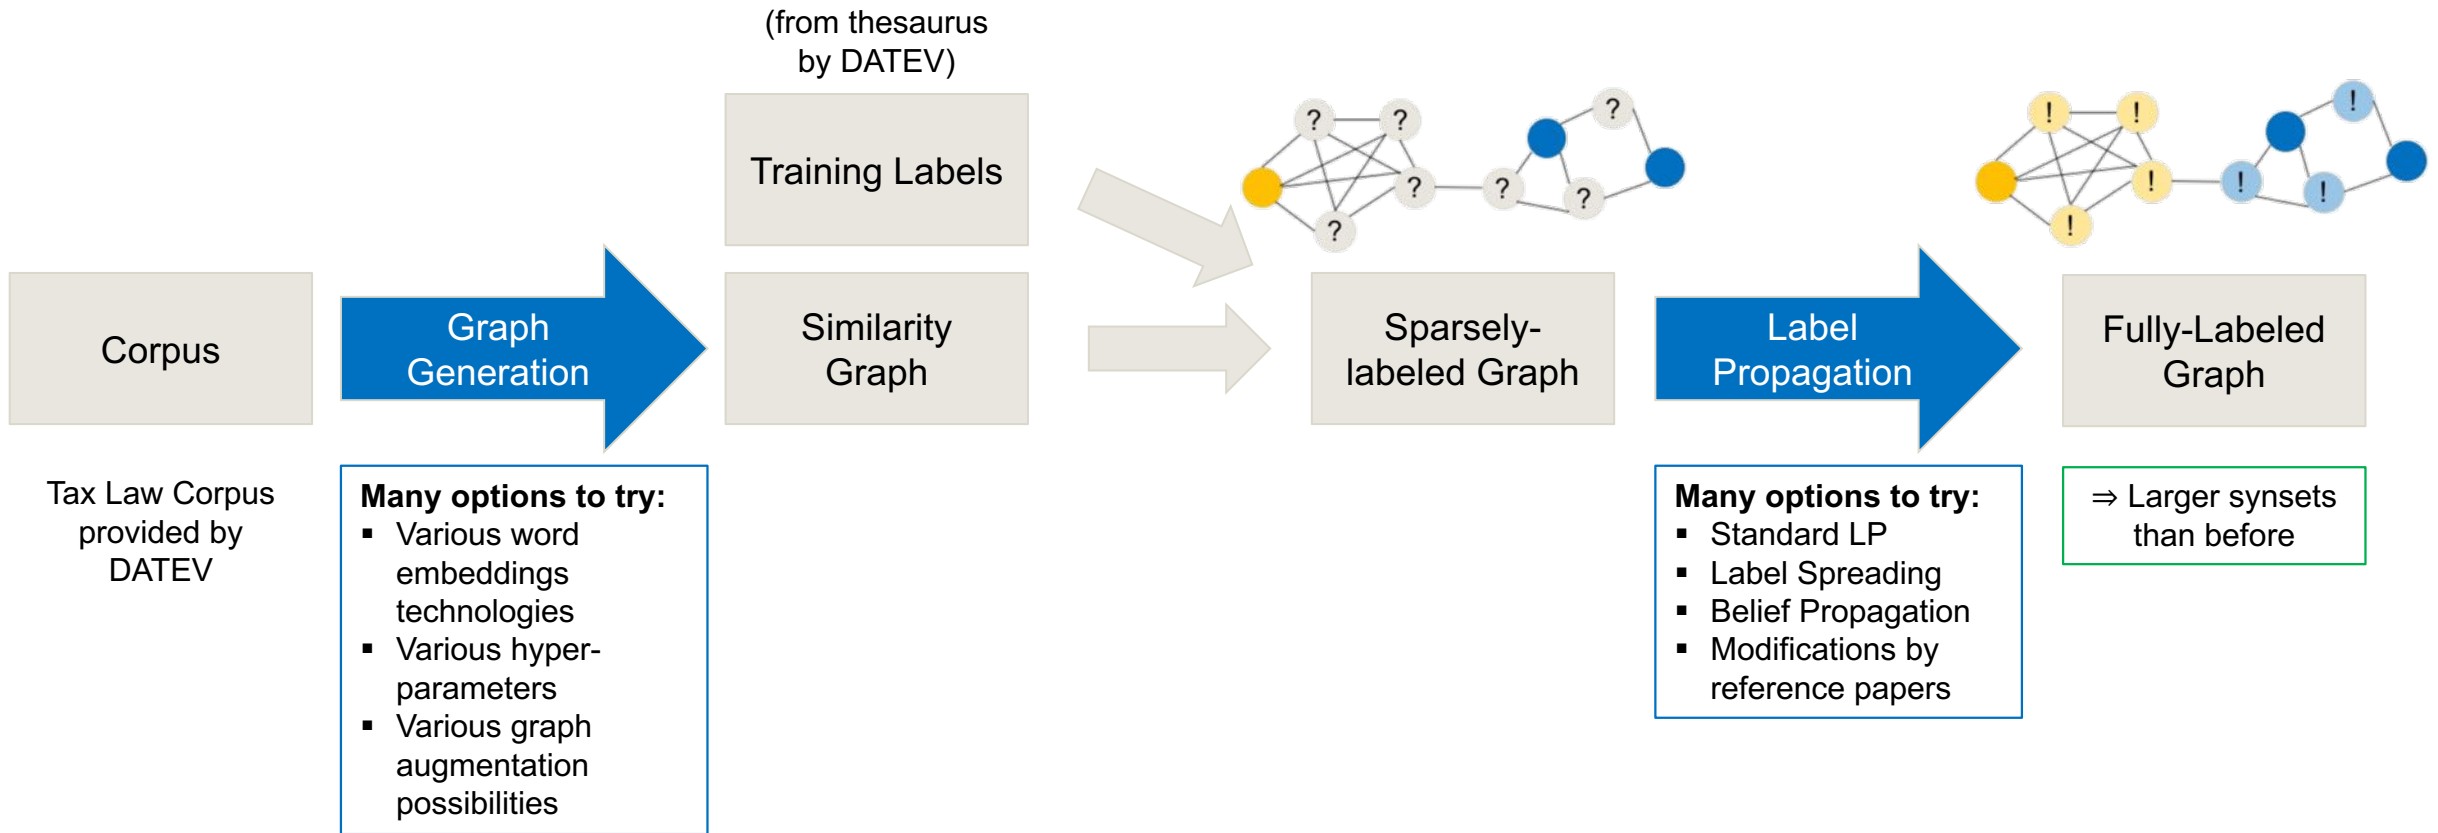 (from thesaurus
by DATEV)
Training Labels
? ? ? ? ? ? ?
! ! ! ! ! ! !
Corpus
Graph
Generation
Similarity
Graph
Sparsely-
labeled Graph
Label
Propagation
Fully-Labeled
Graph
Tax Law Corpus
provided by
DATEV
Many options to try:
▪ Various word
embeddings
technologies
▪ Various hyper-
parameters
▪ Various graph
augmentation
possibilities
Many options to try:
▪ Standard LP
▪ Label Spreading
▪ Belief Propagation
▪ Modifications by
reference papers
⇒ Larger synsets
than before